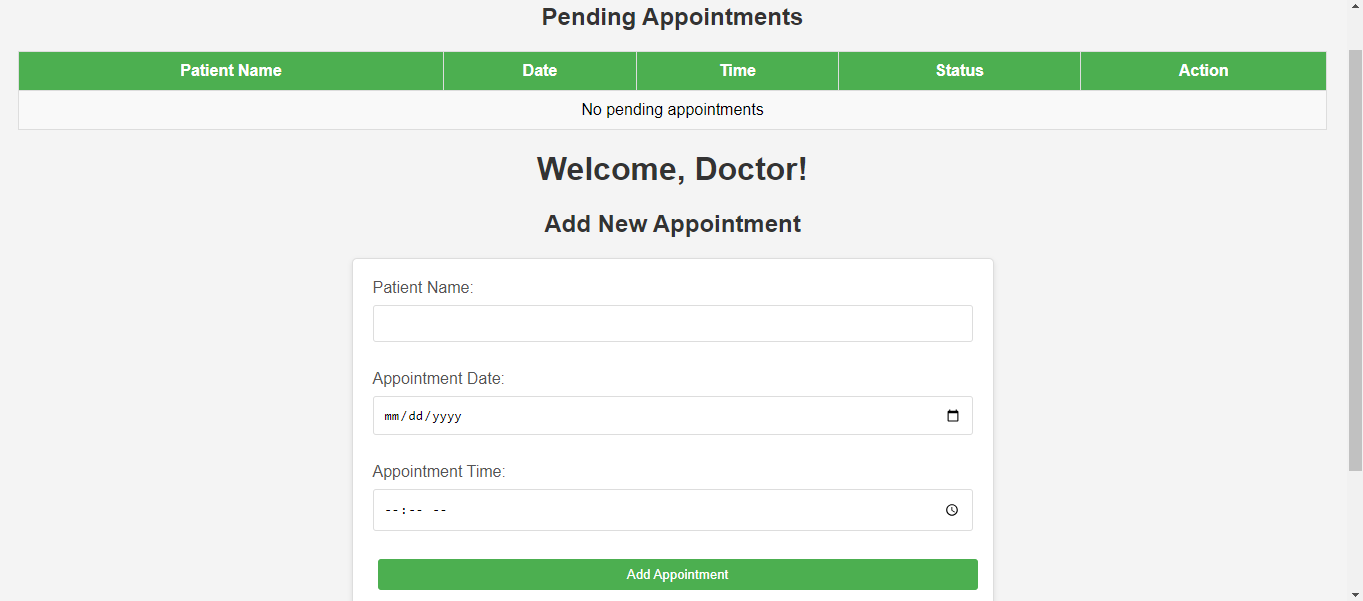 Pending Appointments
Patient Name Date Time Status Action
No pending appointments
Welcome, Doctor!
Add New Appointment
Patient Name:
Appointment Date:
mm/dd/yyyy
Appointment Time:
--:-- --
Add Appointment